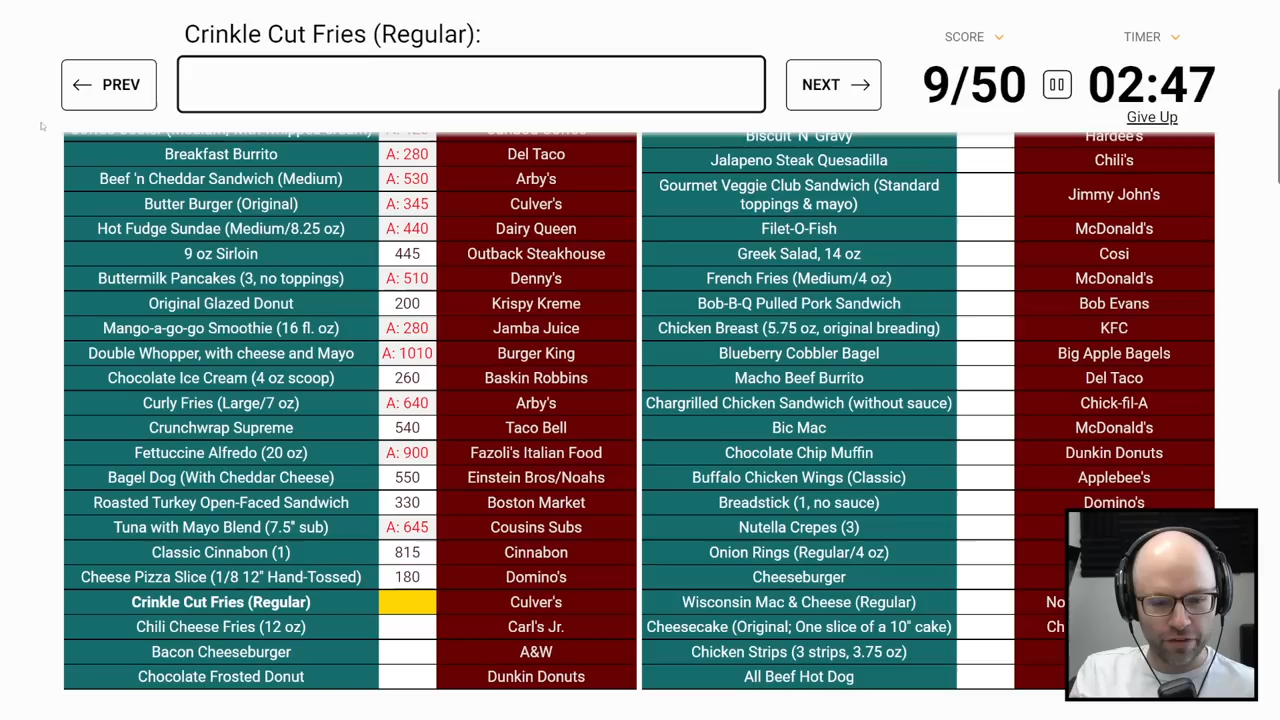 Crinkle Cut Fries (Regular):
SCORE
TIMER
← PREV
NEXT →
9/50
02:47
Give Up
Biscuit 'N' Gravy Hardee's
Breakfast Burrito A: 280 Del Taco
Jalapeno Steak Quesadilla Chili's
Beef 'n Cheddar Sandwich (Medium) A: 530 Arby's
Gourmet Veggie Club Sandwich (Standard
toppings & mayo) Jimmy John's
Butter Burger (Original) A: 345 Culver's
Hot Fudge Sundae (Medium/8.25 oz) A: 440 Dairy Queen
Filet-O-Fish McDonald's
9 oz Sirloin 445 Outback Steakhouse
Greek Salad, 14 oz Cosi
Buttermilk Pancakes (3, no toppings) A: 510 Denny's
French Fries (Medium/4 oz) McDonald's
Original Glazed Donut 200 Krispy Kreme
Bob-B-Q Pulled Pork Sandwich Bob Evans
Mango-a-go-go Smoothie (16 fl. oz) A: 280 Jamba Juice
Chicken Breast (5.75 oz, original breading) KFC
Double Whopper, with cheese and Mayo A: 1010 Burger King
Blueberry Cobbler Bagel Big Apple Bagels
Chocolate Ice Cream (4 oz scoop) 260 Baskin Robbins
Macho Beef Burrito Del Taco
Curly Fries (Large/7 oz) A: 640 Arby's
Chargrilled Chicken Sandwich (without sauce) Chick-fil-A
Crunchwrap Supreme 540 Taco Bell
Bic Mac McDonald's
Fettuccine Alfredo (20 oz) A: 900 Fazoli's Italian Food
Chocolate Chip Muffin Dunkin Donuts
Bagel Dog (With Cheddar Cheese) 550 Einstein Bros/Noahs
Buffalo Chicken Wings (Classic) Applebee's
Roasted Turkey Open-Faced Sandwich 330 Boston Market
Breadstick (1, no sauce) Domino's
Tuna with Mayo Blend (7.5" sub) A: 645 Cousins Subs
Nutella Crepes (3)
Classic Cinnabon (1) 815 Cinnabon
Onion Rings (Regular/4 oz)
Cheese Pizza Slice (1/8 12" Hand-Tossed) 180 Domino's
Cheeseburger
Crinkle Cut Fries (Regular) Culver's
Wisconsin Mac & Cheese (Regular) No
Chili Cheese Fries (12 oz) Carl's Jr.
Cheesecake (Original; One slice of a 10" cake) Ch
Bacon Cheeseburger A&W
Chicken Strips (3 strips, 3.75 oz)
Chocolate Frosted Donut Dunkin Donuts
All Beef Hot Dog